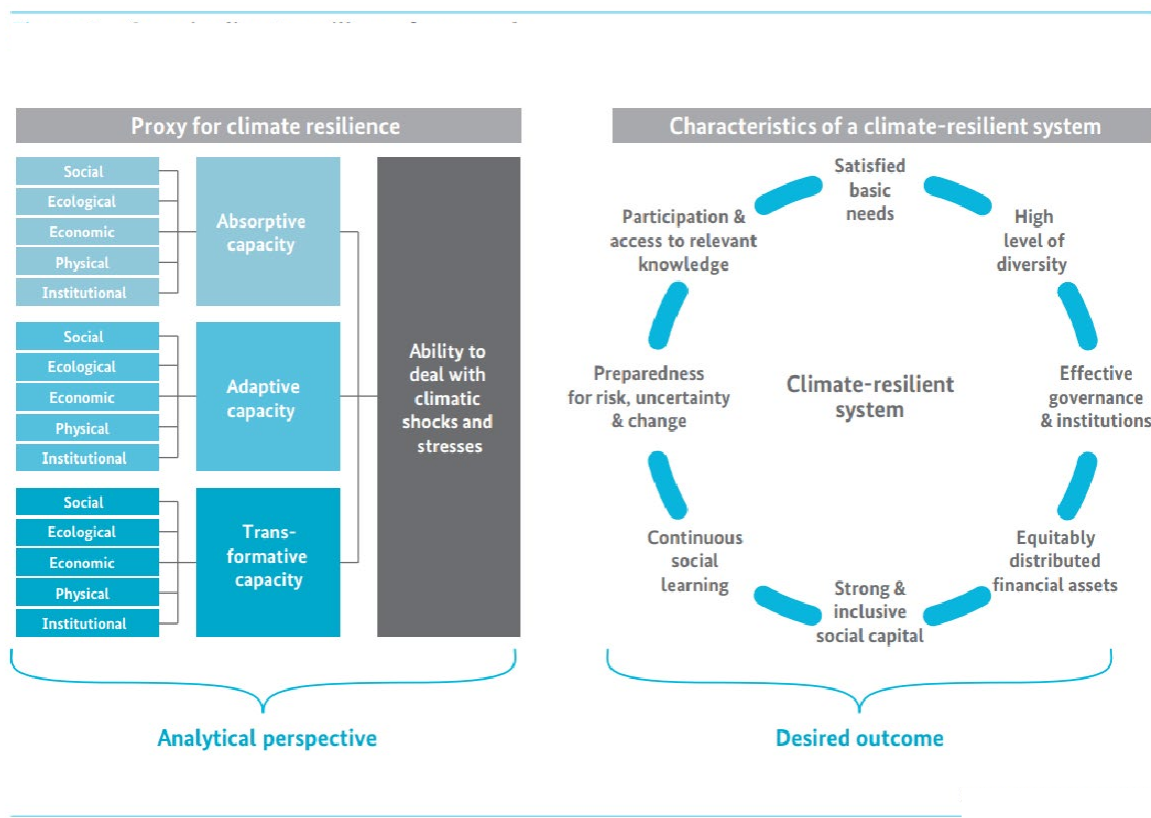 Proxy for climate resilience
Social
Ecological
Economic
Physical
Institutional
Absorptive
capacity
Social
Ecological
Economic
Physical
Institutional
Adaptive
capacity
Social
Ecological
Economic
Physical
Institutional
Trans-
formative
capacity
Ability to
deal with
climatic
shocks and
stresses
Analytical perspective
Characteristics of a climate-resilient system
Satisfied
basic
needs
High
level of
diversity
Effective
governance
& institutions
Equitably
distributed
financial assets
Strong &
inclusive
social capital
Continuous
social
learning
Preparedness
for risk, uncertainty
& change
Participation &
access to relevant
knowledge
Climate-resilient
system
Desired outcome